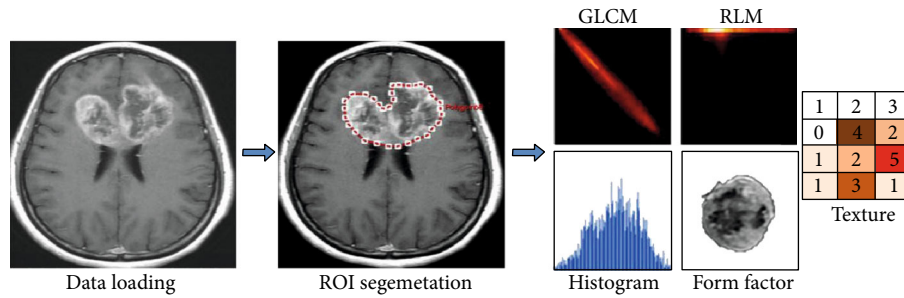 GLCM
RLM
1 2 3
0 4 2
1 2 5
1 3 1
Texture
Data loading
ROI segemetation
Histogram
Form factor